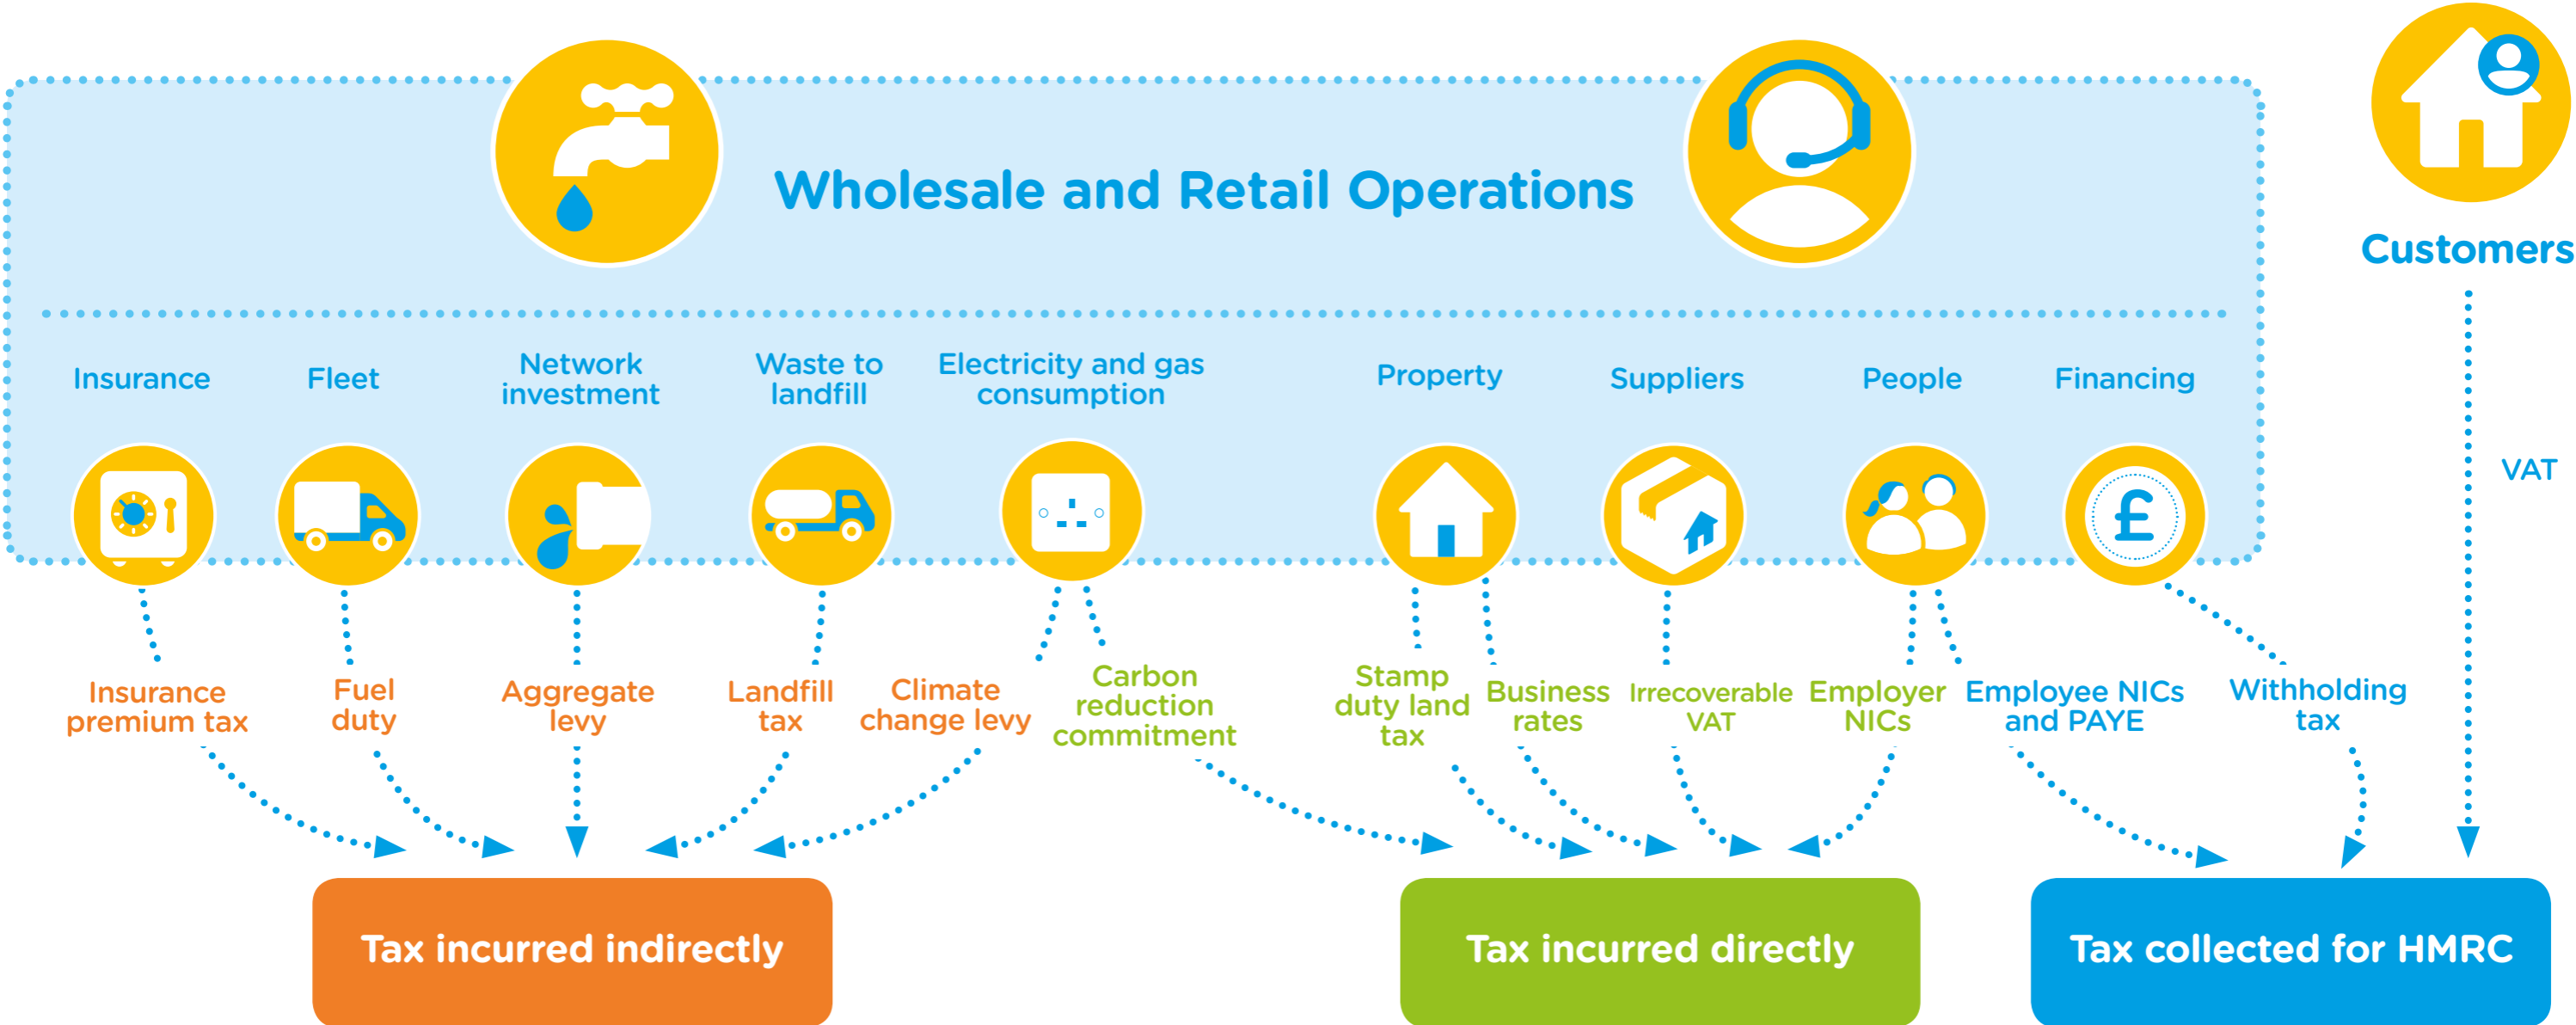 Wholesale and Retail Operations
Customers
Insurance
Fleet
Network
investment
Waste to
landfill
Electricity and gas
consumption
Property
Suppliers
People
Financing
£
VAT
Insurance
premium tax
Fuel
duty
Aggregate
levy
Landfill
tax
Climate
change levy
Carbon
reduction
commitment
Stamp
duty land
tax
Business
rates
Irrecoverable
VAT
Employer
NICs
Employee NICs
and PAYE
Withholding
tax
Tax incurred indirectly
Tax incurred directly
Tax collected for HMRC